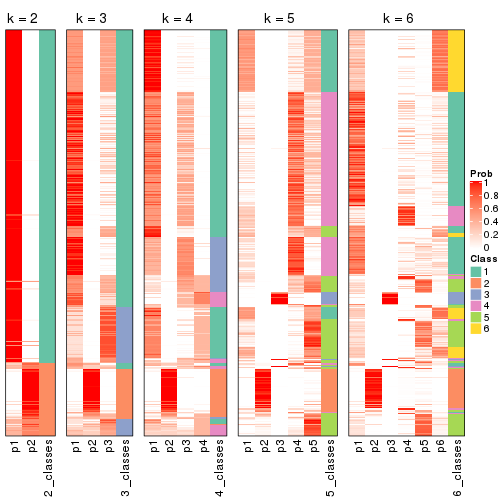 k = 2
k = 3
k = 4
k = 5
k = 6
p1
p2
2_classes
p1
p2
p3
3_classes
p1
p2
p3
p4
4_classes
p1
p2
p3
p4
p5
5_classes
p1
p2
p3
p4
p5
p6
6_classes
Prob
1
0.8
0.6
0.4
0.2
0
Class
1
2
3
4
5
6